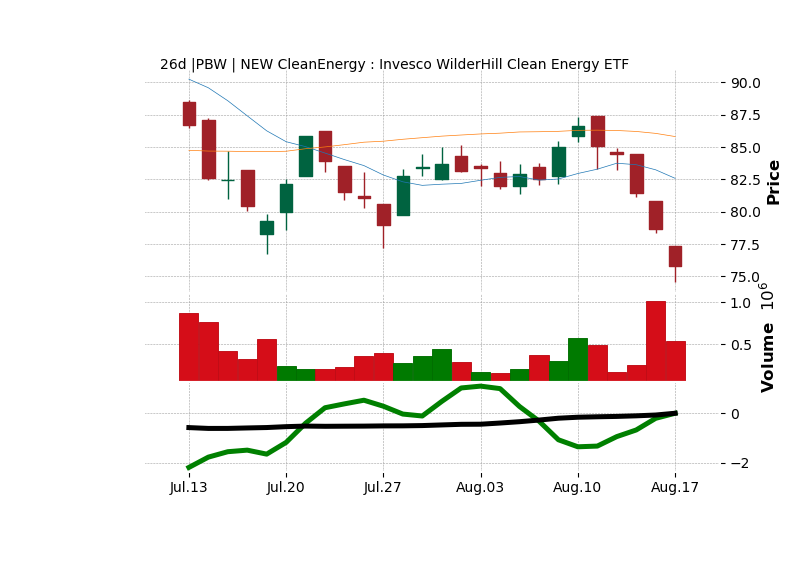 26d |PBW | NEW CleanEnergy : Invesco WilderHill Clean Energy ETF
90.0
87.5
85.0
82.5
80.0
77.5
75.0
Price
1.0
0.5
Volume 10^6
0
−2
Jul.13 Jul.20 Jul.27 Aug.03 Aug.10 Aug.17